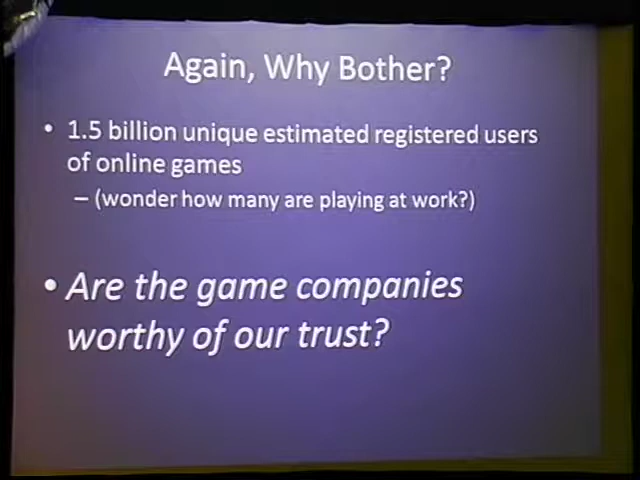 Again, Why Bother?
• 1.5 billion unique estimated registered users
of online games
– (wonder how many are playing at work?)
• Are the game companies
worthy of our trust?